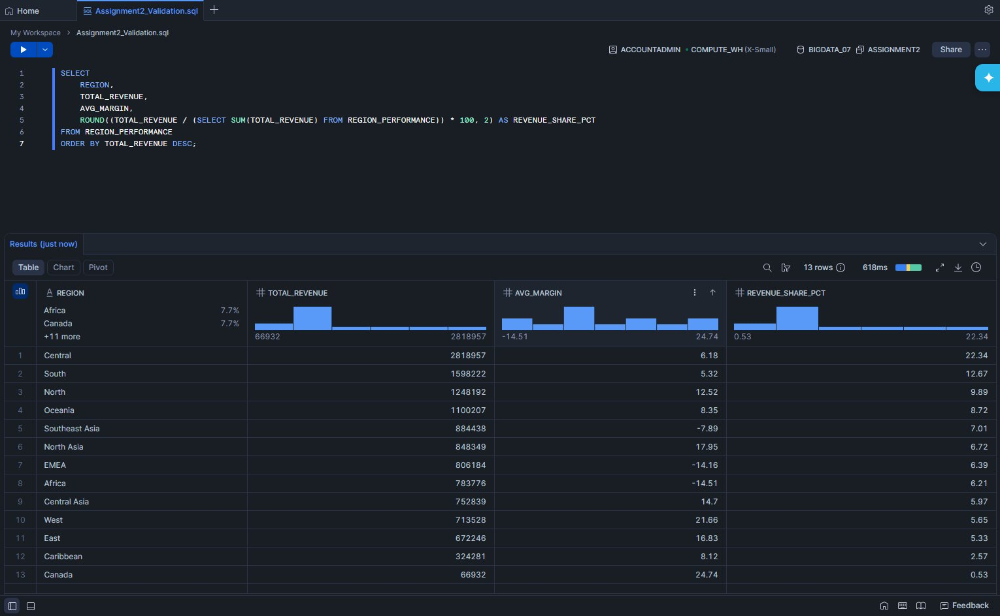 Home
Assignment2_Validation.sql
My Workspace > Assignment2_Validation.sql
ACCOUNTADMIN COMPUTE_WH (X-Small) BIGDATA_07 ASSIGNMENT2 Share
1 SELECT
2 REGION,
3 TOTAL_REVENUE,
4 AVG_MARGIN,
5 ROUND((TOTAL_REVENUE / (SELECT SUM(TOTAL_REVENUE) FROM REGION_PERFORMANCE)) * 100, 2) AS REVENUE_SHARE_PCT
6 FROM REGION_PERFORMANCE
7 ORDER BY TOTAL_REVENUE DESC;
Results (just now)
Table Chart Pivot 13 rows 618ms
A REGION # TOTAL_REVENUE # AVG_MARGIN # REVENUE_SHARE_PCT
Africa 7.7%
Canada 7.7%
+11 more 66932 2818957 -14.51 24.74 0.53 22.34
1 Central 2818957 6.18 22.34
2 South 1598222 5.32 12.67
3 North 1248192 12.52 9.89
4 Oceania 1100207 8.35 8.72
5 Southeast Asia 884438 -7.89 7.01
6 North Asia 848349 17.95 6.72
7 EMEA 806184 -14.16 6.39
8 Africa 783776 -14.51 6.21
9 Central Asia 752839 14.7 5.97
10 West 713528 21.66 5.65
11 East 672246 16.83 5.33
12 Caribbean 324281 8.12 2.57
13 Canada 66932 24.74 0.53
Feedback